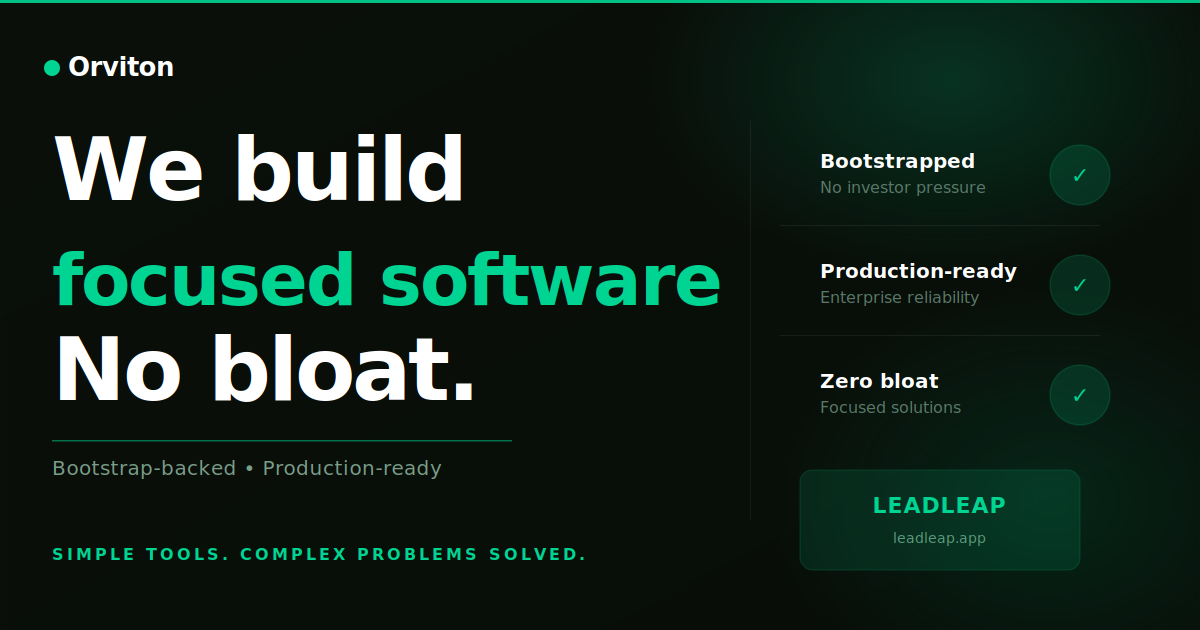 Orviton
We build
focused software
No bloat.
Bootstrap-backed • Production-ready
SIMPLE TOOLS. COMPLEX PROBLEMS SOLVED.
Bootstrapped
No investor pressure
✓
Production-ready
Enterprise reliability
✓
Zero bloat
Focused solutions
✓
LEADLEAP
leadleap.app